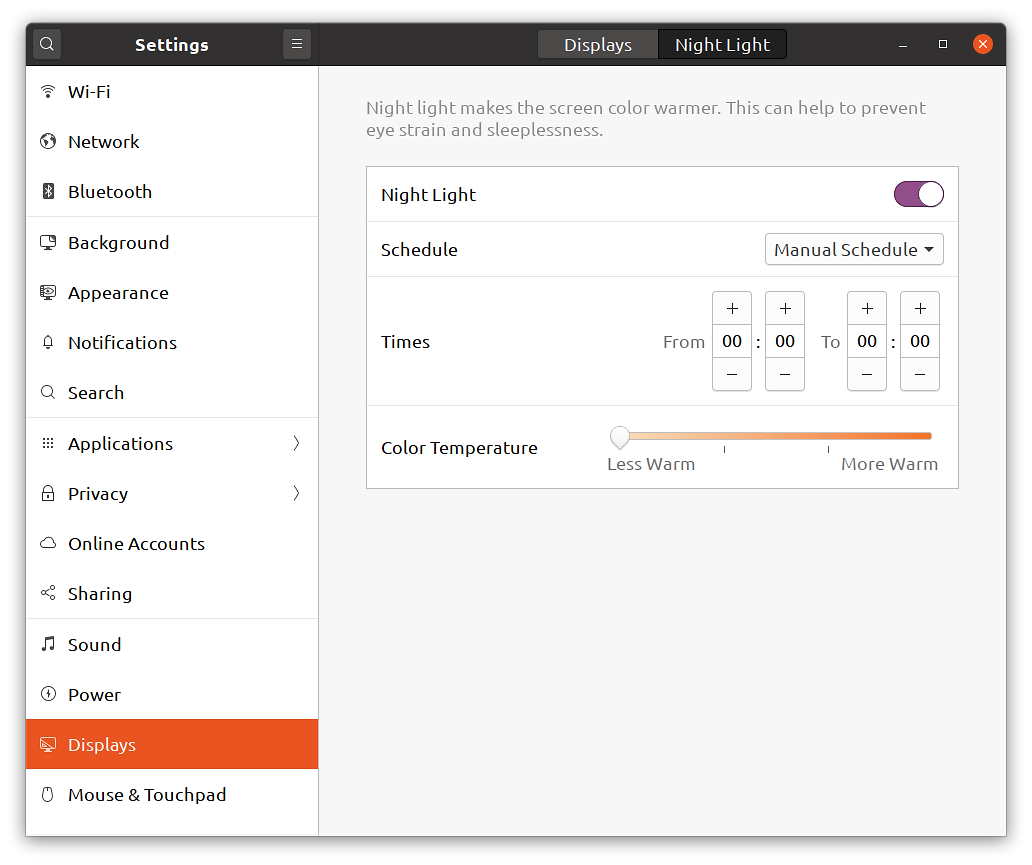 Settings
Displays
Night Light
Wi-Fi
Network
Bluetooth
Background
Appearance
Notifications
Search
Applications
Privacy
Online Accounts
Sharing
Sound
Power
Displays
Mouse & Touchpad
Night light makes the screen color warmer. This can help to prevent
eye strain and sleeplessness.
Night Light
Schedule
Manual Schedule
Times
From 00 : 00 To 00 : 00
Color Temperature
Less Warm
More Warm